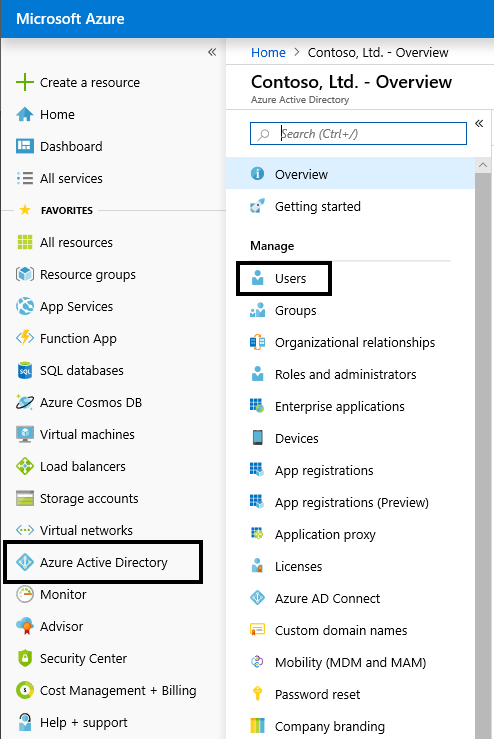 Microsoft Azure
«
Create a resource
Home
Dashboard
All services
FAVORITES
All resources
Resource groups
App Services
Function App
SQL databases
Azure Cosmos DB
Virtual machines
Load balancers
Storage accounts
Virtual networks
Azure Active Directory
Monitor
Advisor
Security Center
Cost Management + Billing
Help + support
Home > Contoso, Ltd. - Overview
Contoso, Ltd. - Overview
Azure Active Directory
Search (Ctrl+/)
«
Overview
Getting started
Manage
Users
Groups
Organizational relationships
Roles and administrators
Enterprise applications
Devices
App registrations
App registrations (Preview)
Application proxy
Licenses
Azure AD Connect
Custom domain names
Mobility (MDM and MAM)
Password reset
Company branding